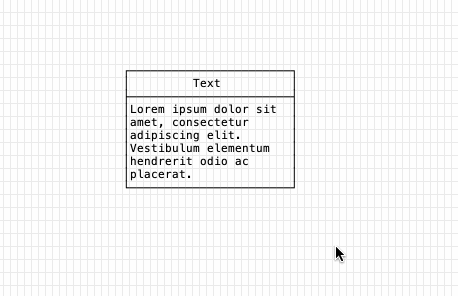 Text
Lorem ipsum dolor sit
amet, consectetur
adipiscing elit.
Vestibulum elementum
hendrerit odio ac
placerat.